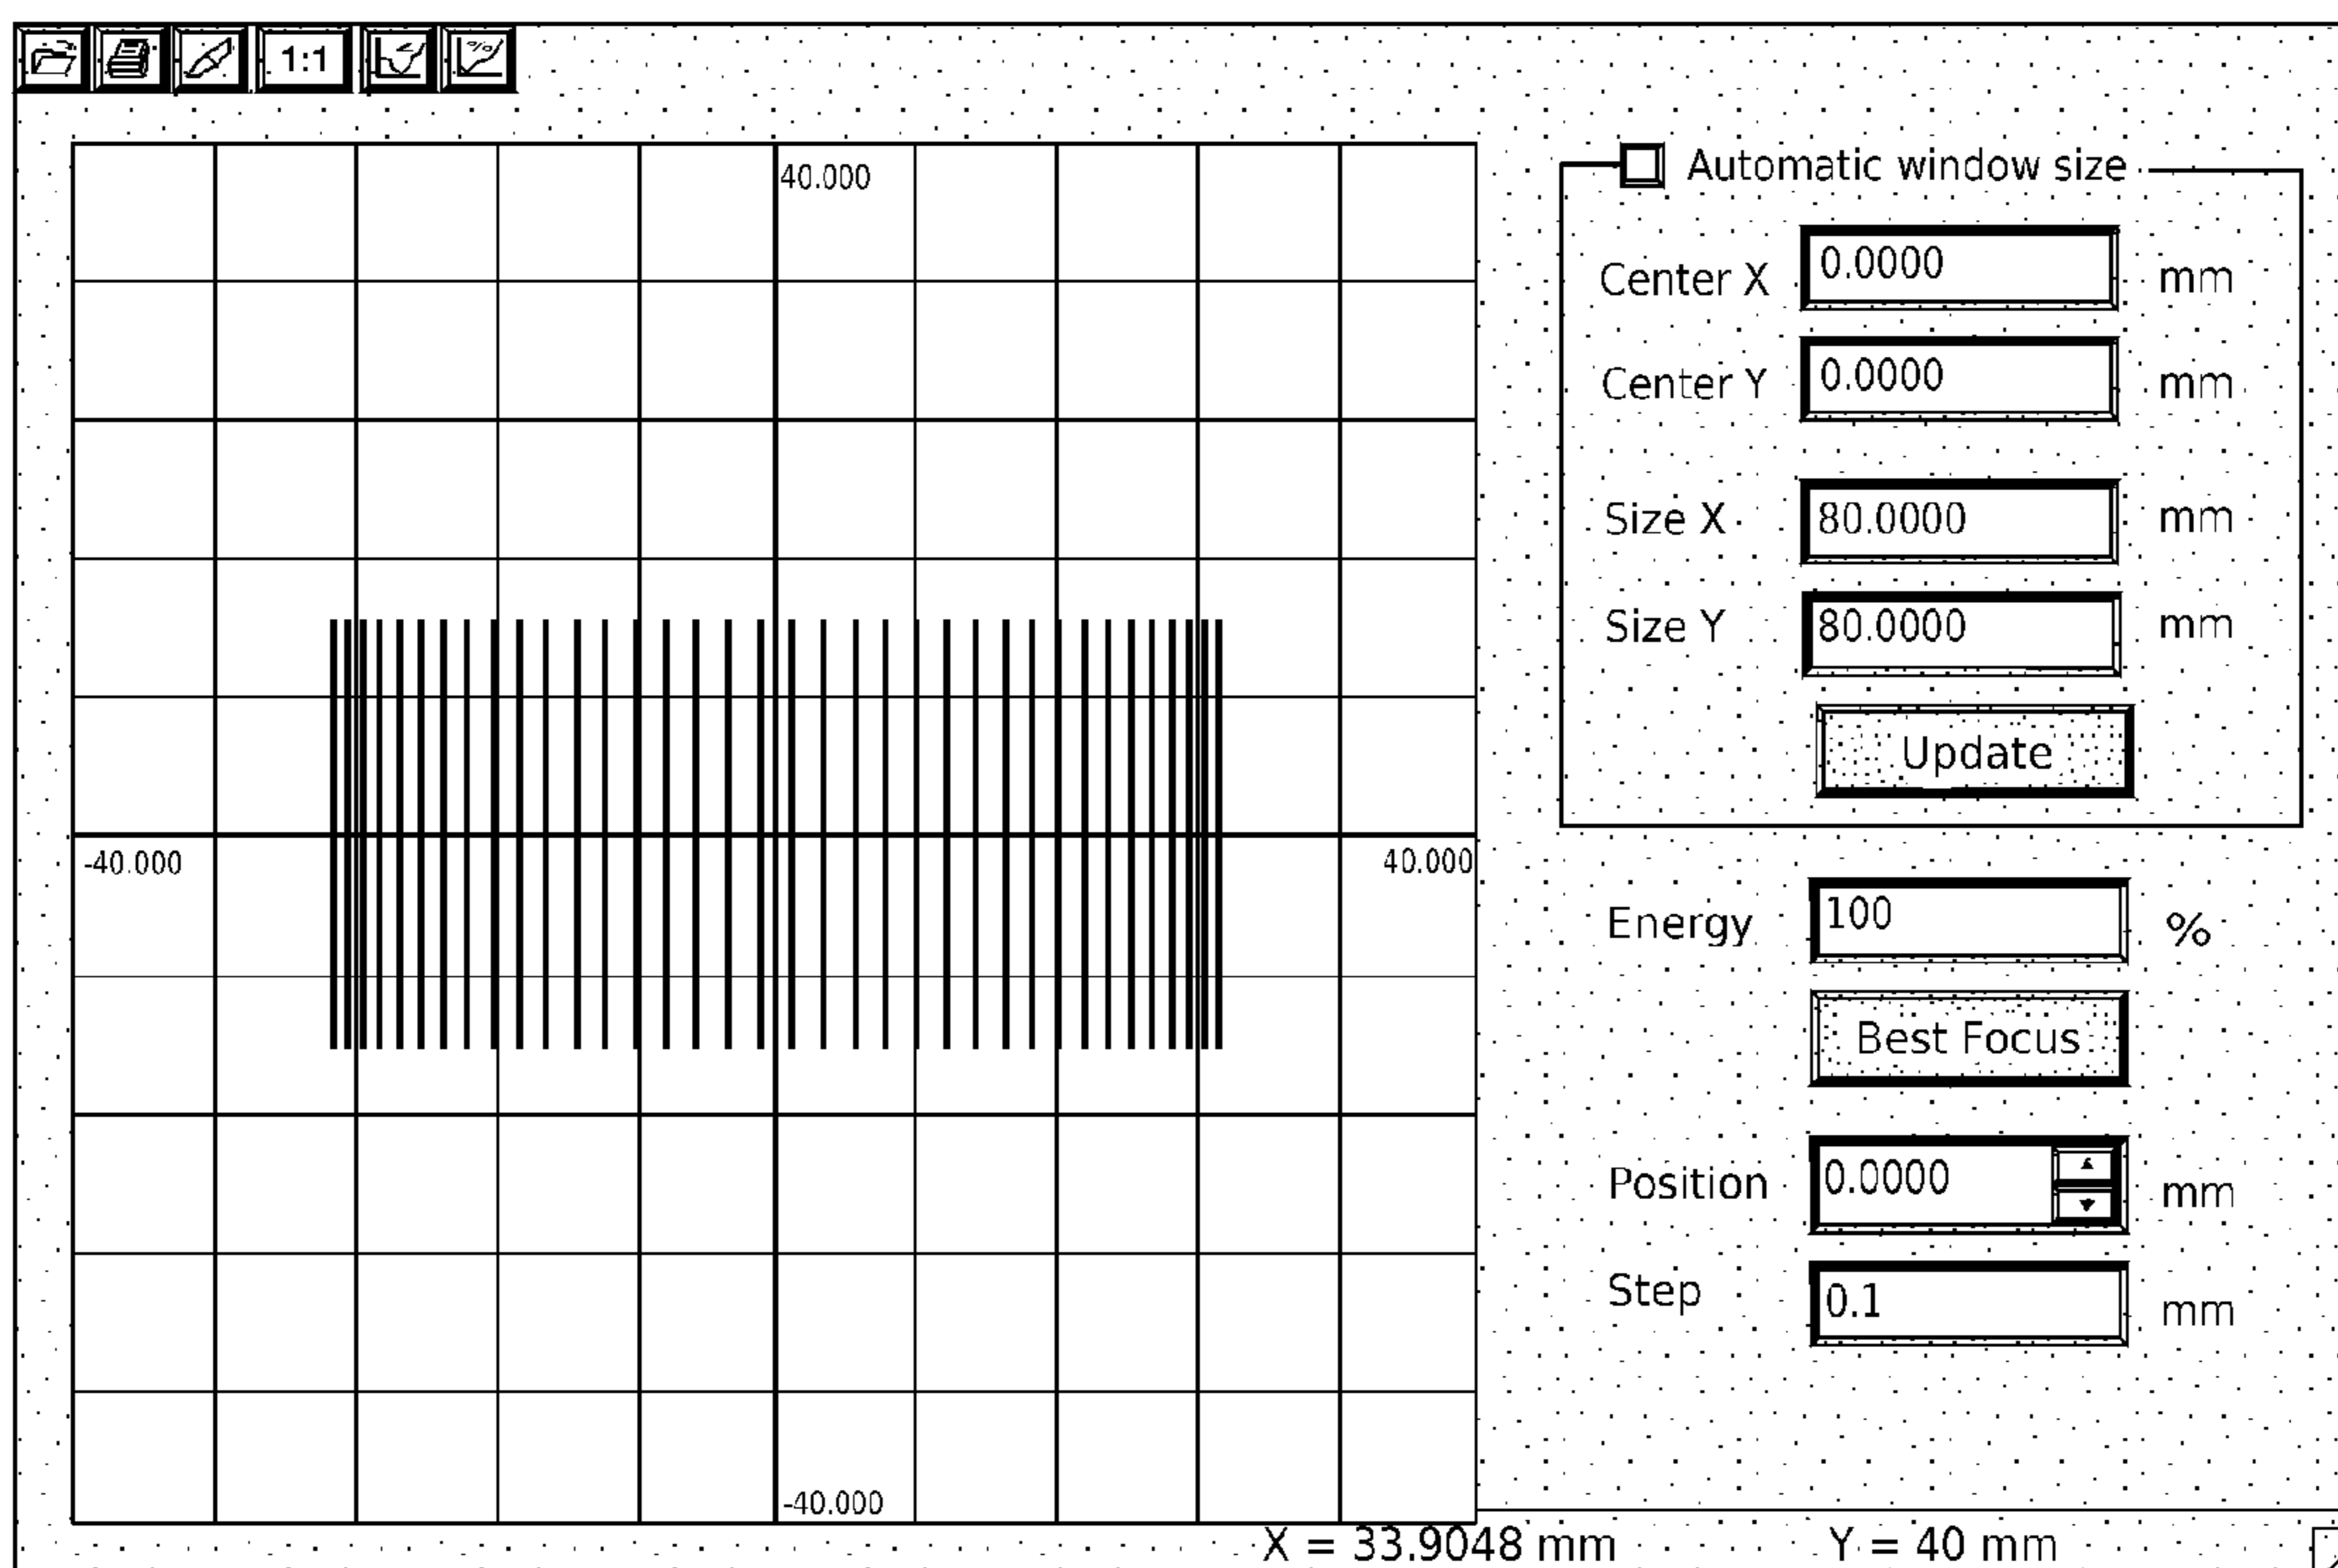 1:1
%
40.000
-40.000
40.000
-40.000
Automatic window size
Center X 0.0000 mm
Center Y 0.0000 mm
Size X 80.0000 mm
Size Y 80.0000 mm
Update
Energy 100 %
Best Focus
Position 0.0000 mm
Step 0.1 mm
X = 33.9048 mm Y = 40 mm